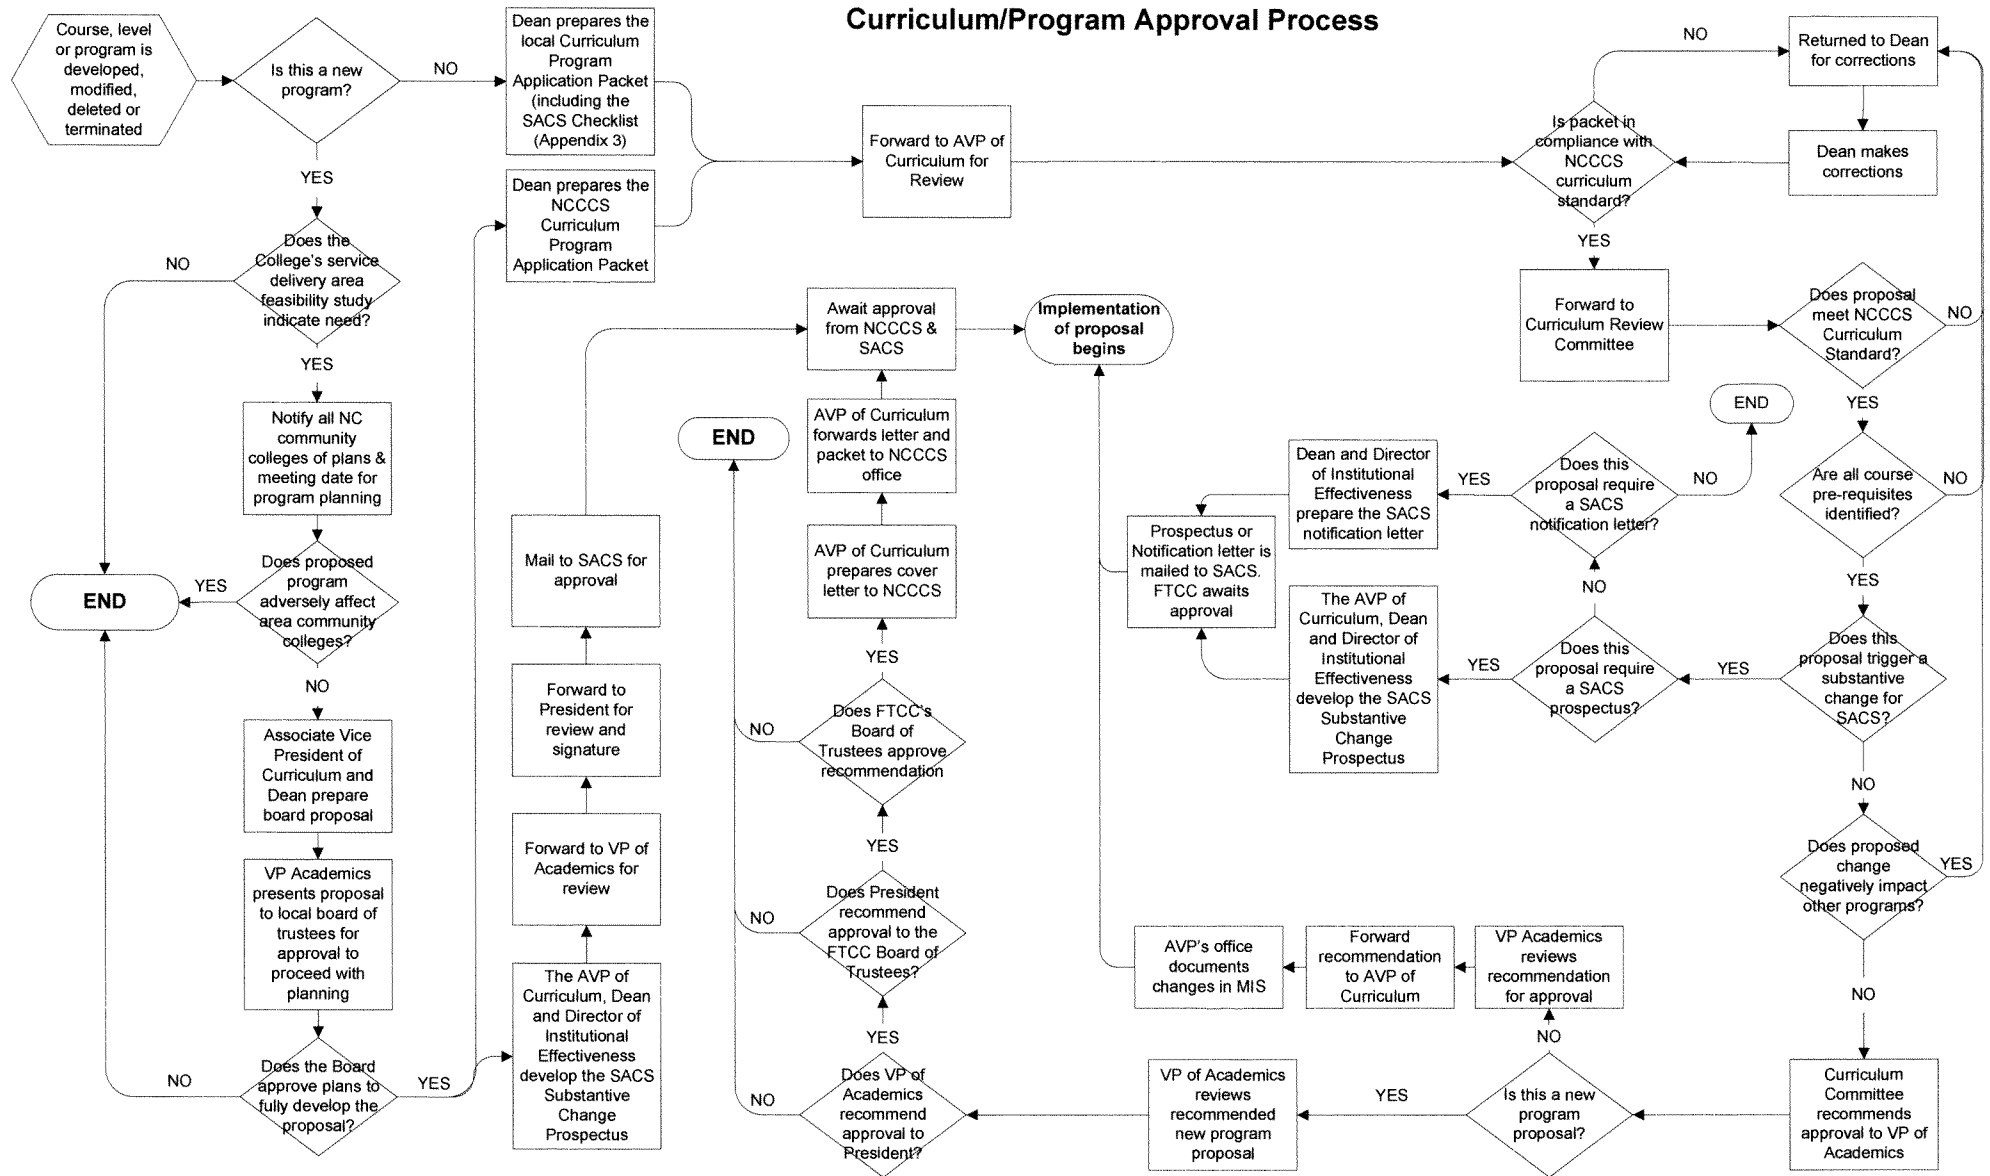 Curriculum/Program Approval Process
Course, level
or program is
developed,
modified,
deleted or
terminated
Is this a new
program?
NO
YES
Dean prepares the
local Curriculum
Program
Application Packet
(including the
SACS Checklist
(Appendix 3)
Dean prepares the
NCCCS
Curriculum
Program
Application Packet
Forward to AVP of
Curriculum for
Review
Is packet in
compliance with
NCCCS
curriculum
standard?
NO
YES
Returned to Dean
for corrections
Dean makes
corrections
Does the
College's service
delivery area
feasibility study
indicate need?
NO
YES
Notify all NC
community
colleges of plans &
meeting date for
program planning
Does proposed
program
adversely affect
area community
colleges?
YES
END
NO
Associate Vice
President of
Curriculum and
Dean prepare
board proposal
VP Academics
presents proposal
to local board of
trustees for
approval to
proceed with
planning
Does the Board
approve plans to
fully develop the
proposal?
NO
YES
The AVP of
Curriculum, Dean
and Director of
Institutional
Effectiveness
develop the SACS
Substantive
Change
Prospectus
Forward to VP of
Academics for
review
Forward to
President for
review and
signature
Mail to SACS for
approval
Await approval
from NCCCS &
SACS
Implementation
of proposal
begins
AVP of Curriculum
forwards letter and
packet to NCCCS
office
AVP of Curriculum
prepares cover
letter to NCCCS
END
YES
Does FTCC's
Board of
Trustees approve
recommendation
NO
YES
Does President
recommend
approval to the
FTCC Board of
Trustees?
NO
YES
Does VP of
Academics
recommend
approval to
President?
NO
Forward to
Curriculum Review
Committee
Does proposal
meet NCCCS
Curriculum
Standard?
NO
YES
Are all course
pre-requisites
identified?
NO
YES
Does this
proposal trigger a
substantive
change for
SACS?
YES
NO
Does this
proposal require
a SACS
prospectus?
YES
NO
Does this
proposal require
a SACS
notification letter?
YES
NO
END
Dean and Director
of Institutional
Effectiveness
prepare the SACS
notification letter
The AVP of
Curriculum, Dean
and Director of
Institutional
Effectiveness
develop the SACS
Substantive
Change
Prospectus
Prospectus or
Notification letter is
mailed to SACS.
FTCC awaits
approval
Does proposed
change
negatively impact
other programs?
YES
NO
Curriculum
Committee
recommends
approval to VP of
Academics
Is this a new
program
proposal?
YES
NO
VP of Academics
reviews
recommended
new program
proposal
VP Academics
reviews
recommendation
for approval
Forward
recommendation
to AVP of
Curriculum
AVP's office
documents
changes in MIS